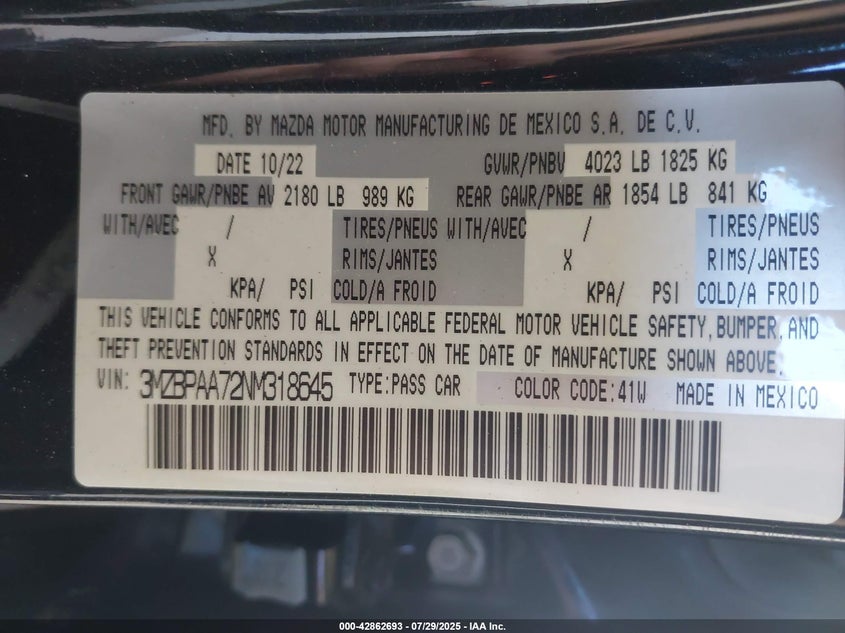 MFD. BY MAZDA MOTOR MANUFACTURING DE MEXICO S.A. DE C.V.
DATE 10/22 GVWR/PNBV 4023 LB 1825 KG
FRONT GAWR/PNBE AV 2180 LB 989 KG REAR GAWR/PNBE AR 1854 LB 841 KG
WITH/AVEC / TIRES/PNEUS WITH/AVEC / TIRES/PNEUS
X RIMS/JANTES X RIMS/JANTES
KPA/ PSI COLD/A FROID KPA/ PSI COLD/A FROID
THIS VEHICLE CONFORMS TO ALL APPLICABLE FEDERAL MOTOR VEHICLE SAFETY, BUMPER, AND
THEFT PREVENTION STANDARDS IN EFFECT ON THE DATE OF MANUFACTURE SHOWN ABOVE.
VIN: 3MZBPAA72NM318645 TYPE:PASS CAR COLOR CODE:41W MADE IN MEXICO
000-42862693 - 07/29/2025 - IAA Inc.